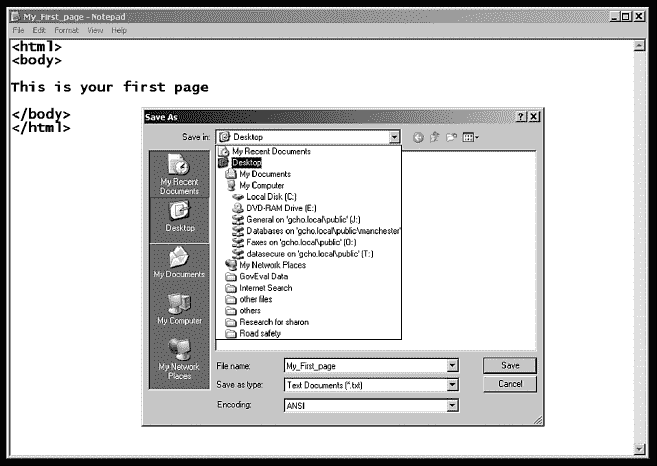 My_First_page - Notepad
File Edit Format View Help
<html>
<body>
This is your first page
</body>
</html>
Save As
Save in: Desktop
My Recent Documents
Desktop
My Documents
My Computer
Local Disk (C:)
DVD-RAM Drive (E:)
General on 'gcho.local\public' (J:)
Databases on 'gcho.local\public\manchester'
Faxes on 'gcho.local\public' (O:)
datasecure on 'gcho.local\public' (T:)
My Network Places
GovEval Data
Internet Search
other files
others
Research for sharon
Road safety
My Recent
Documents
Desktop
My Documents
My Computer
My Network
Places
File name: My_First_page Save
Save as type: Text Documents (*.txt) Cancel
Encoding: ANSI